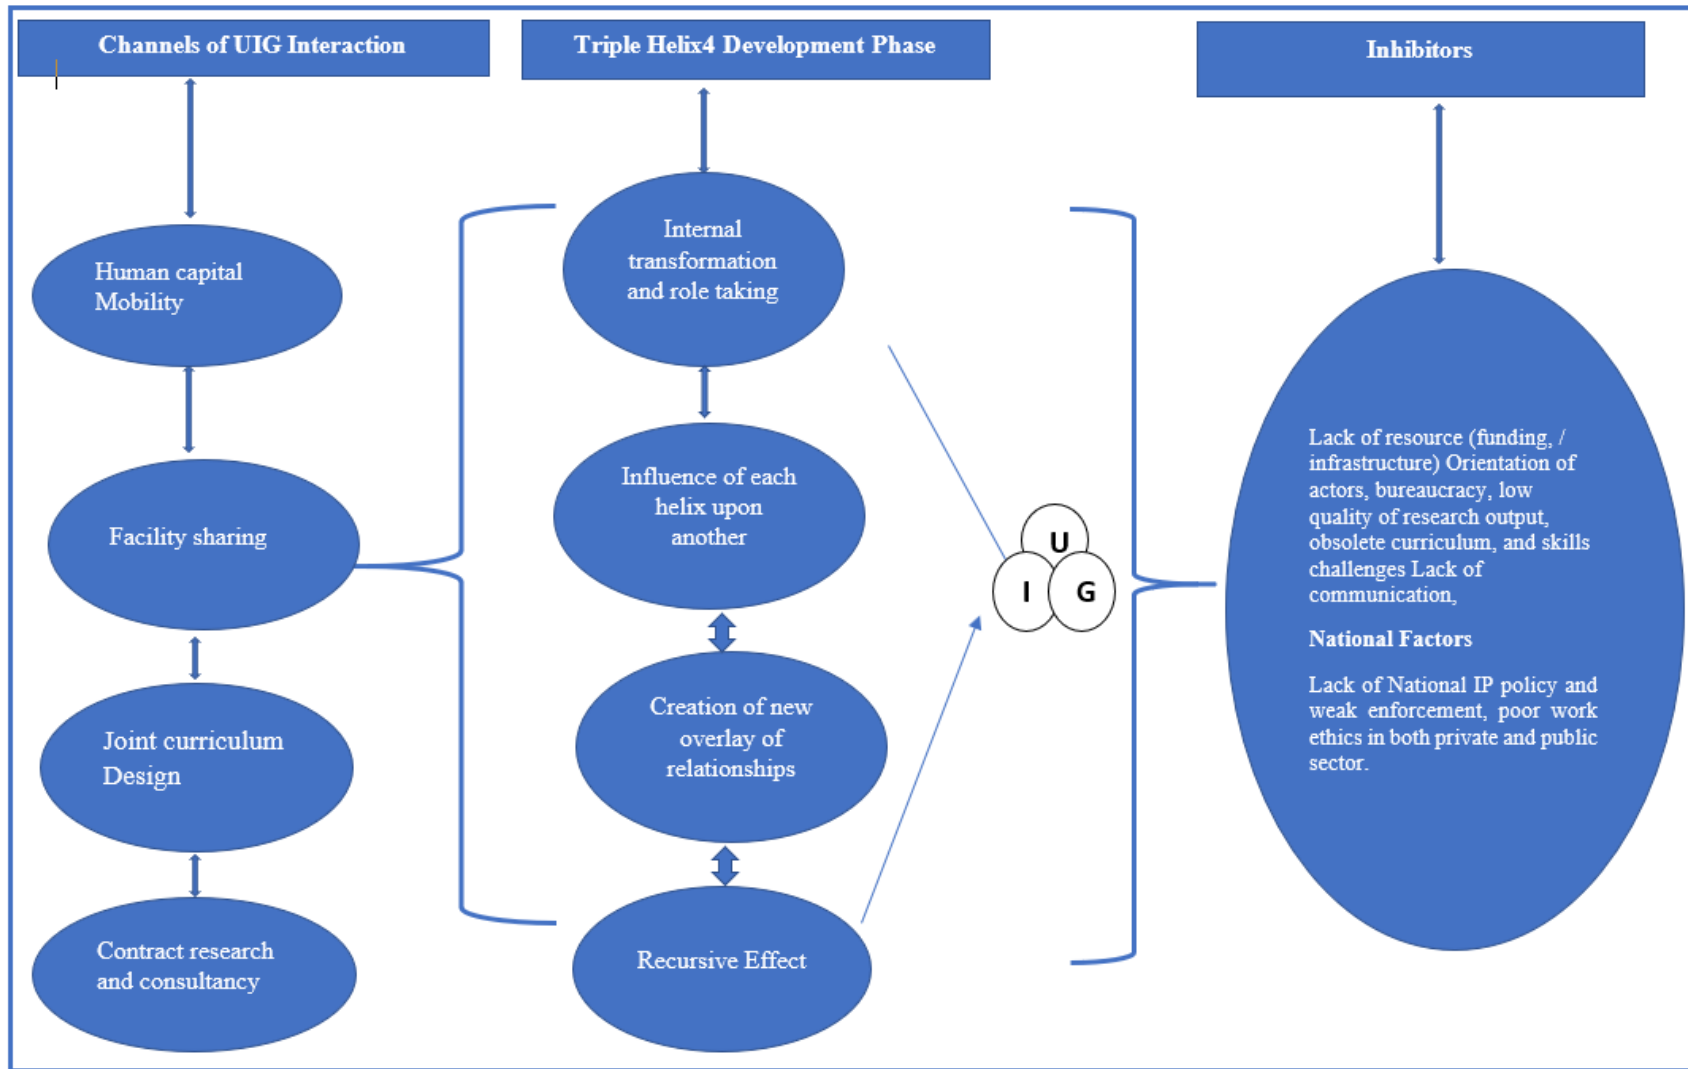 Channels of UIG Interaction
Triple Helix4 Development Phase
Inhibitors
Human capital
Mobility
Facility sharing
Joint curriculum
Design
Contract research
and consultancy
Internal
transformation
and role taking
Influence of each
helix upon
another
Creation of new
overlay of
relationships
Recursive Effect
U
I G
Lack of resource (funding, /
infrastructure) Orientation of
actors, bureaucracy, low
quality of research output,
obsolete curriculum, and skills
challenges Lack of
communication,
National Factors
Lack of National IP policy and
weak enforcement, poor work
ethics in both private and public
sector.